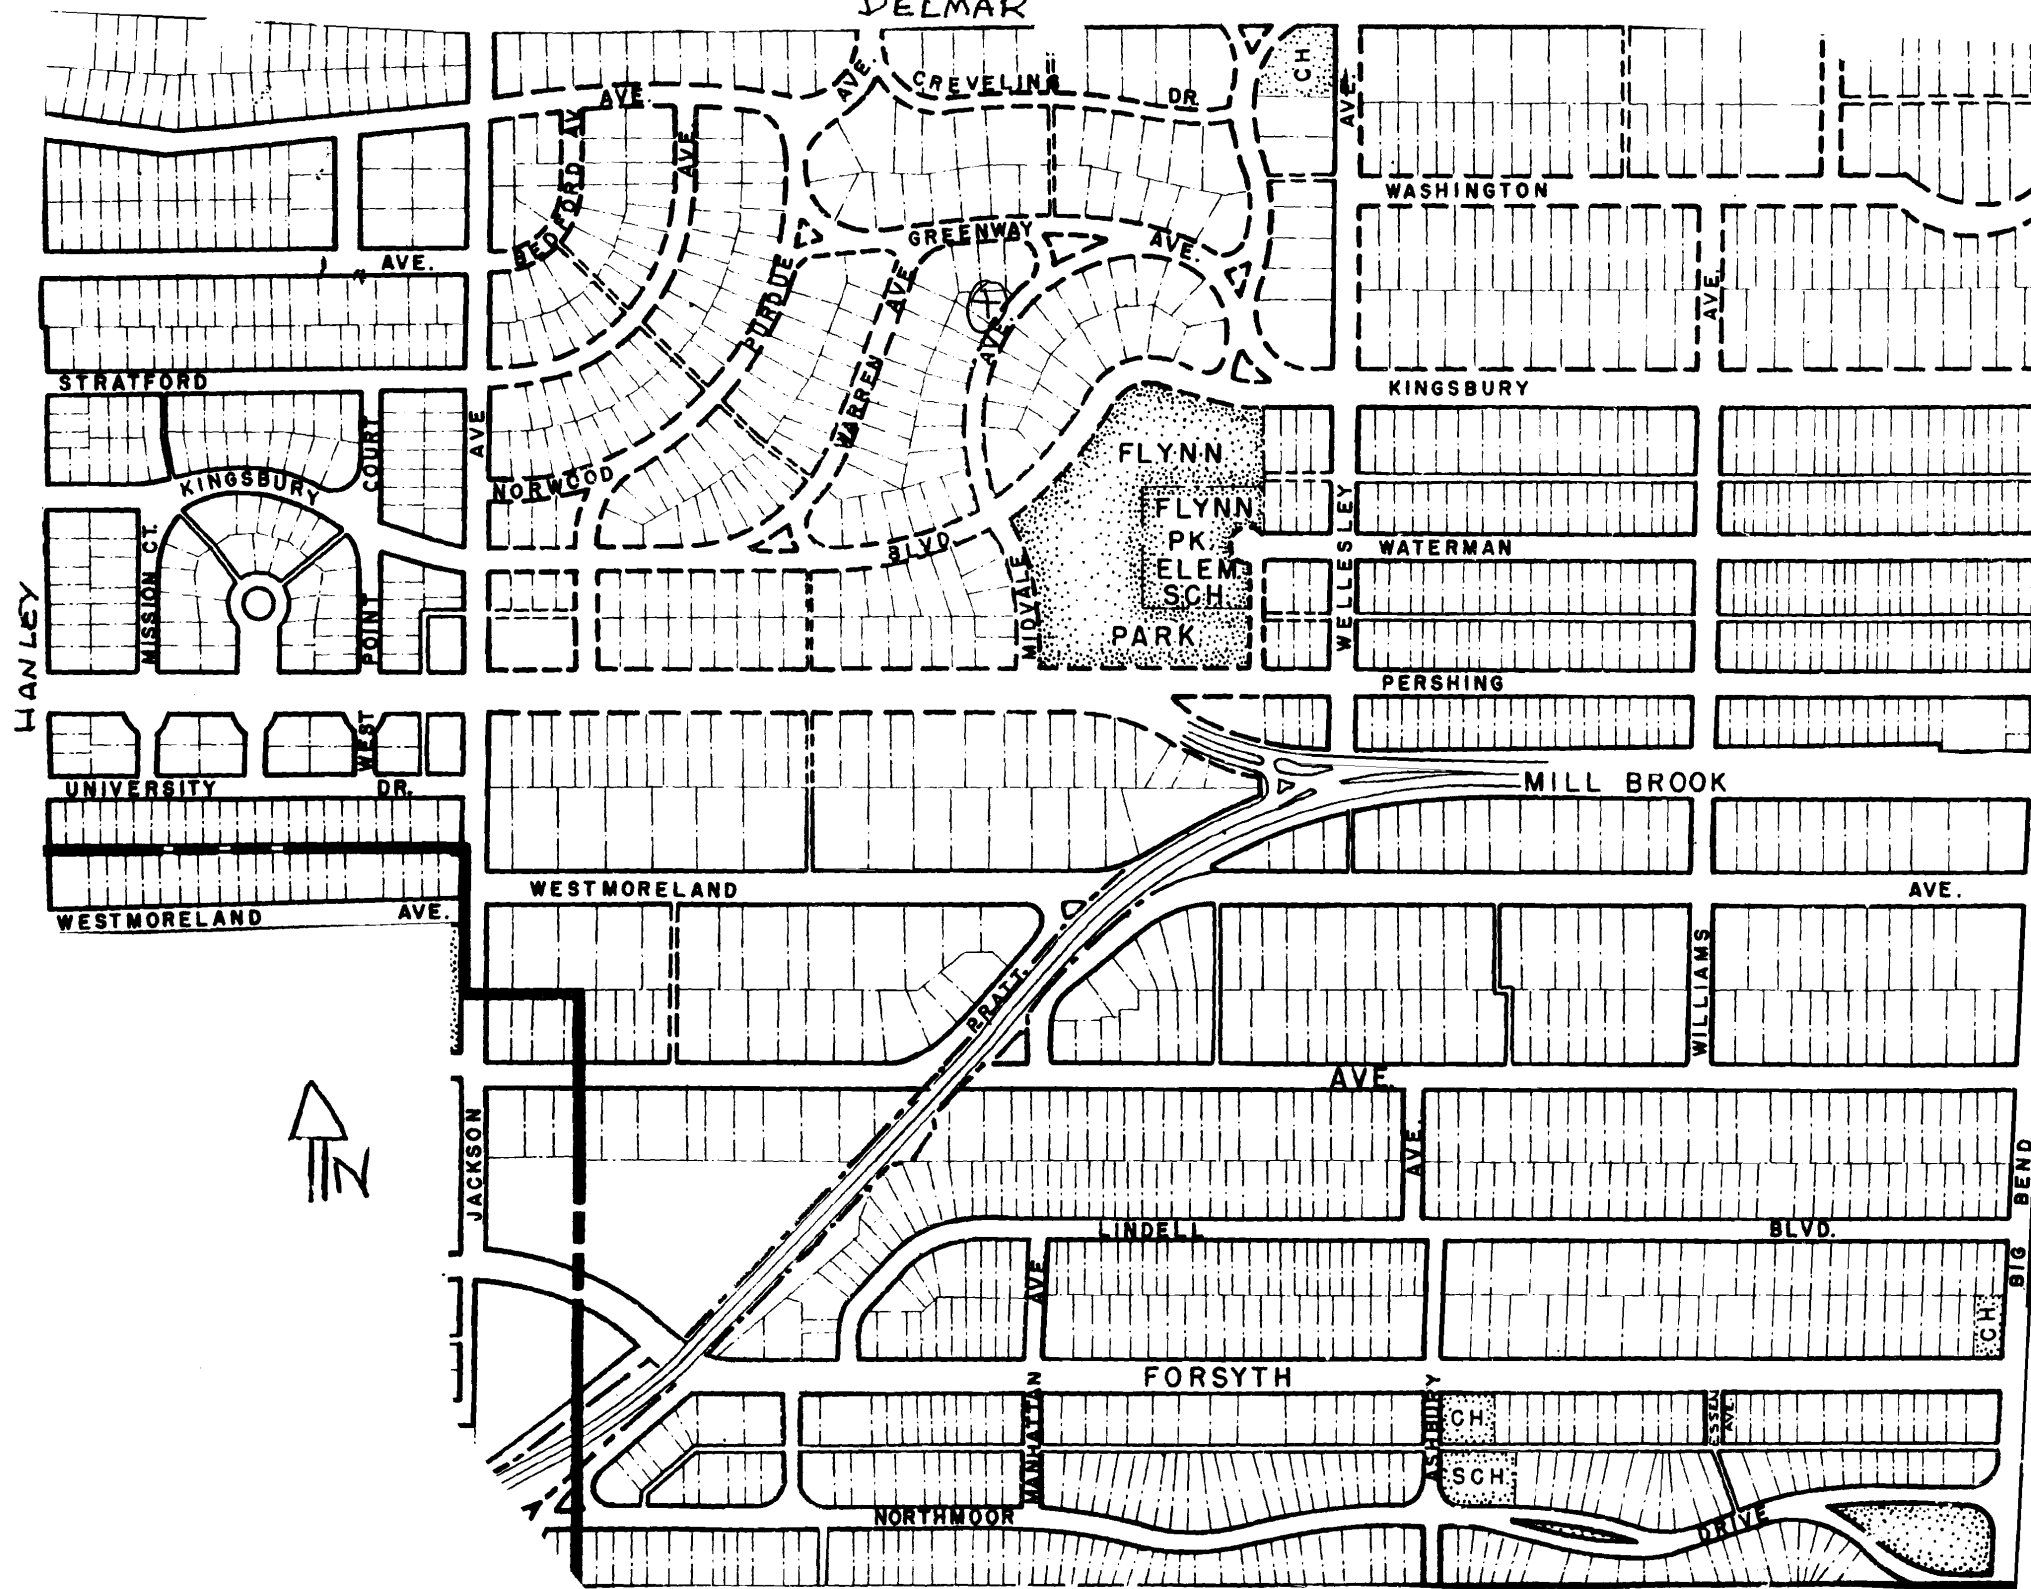 DELMAR
CREVELING
DR
AVE.
AVE.
CH
AVE.
BEDFORD AV
AVE
WASHINGTON
GREENWAY
AVE.
AVE.
PURDUE
WARREN
AVE
AVE.
AVE.
STRATFORD
KINGSBURY
COURT
AVE
KINGSBURY
NORWOOD
FLYNN
FLYNN
PK.
ELEM.
SCH.
PARK
BLVD.
MIDVALE
WELLESLEY
WATERMAN
MISSION CT.
POINT
WEST
HANLEY
PERSHING
UNIVERSITY
DR.
MILL BROOK
WESTMORELAND
AVE.
WESTMORELAND
AVE.
WILLIAMS
PRATT
AVE.
N
JACKSON
AVE.
BIG BEND
LINDELL
BLVD.
AVE.
CH
FORSYTH
MANHATTAN
ASHBURY
CH.
ESSEN
AVE.
SCH.
NORTHMOOR
DRIVE